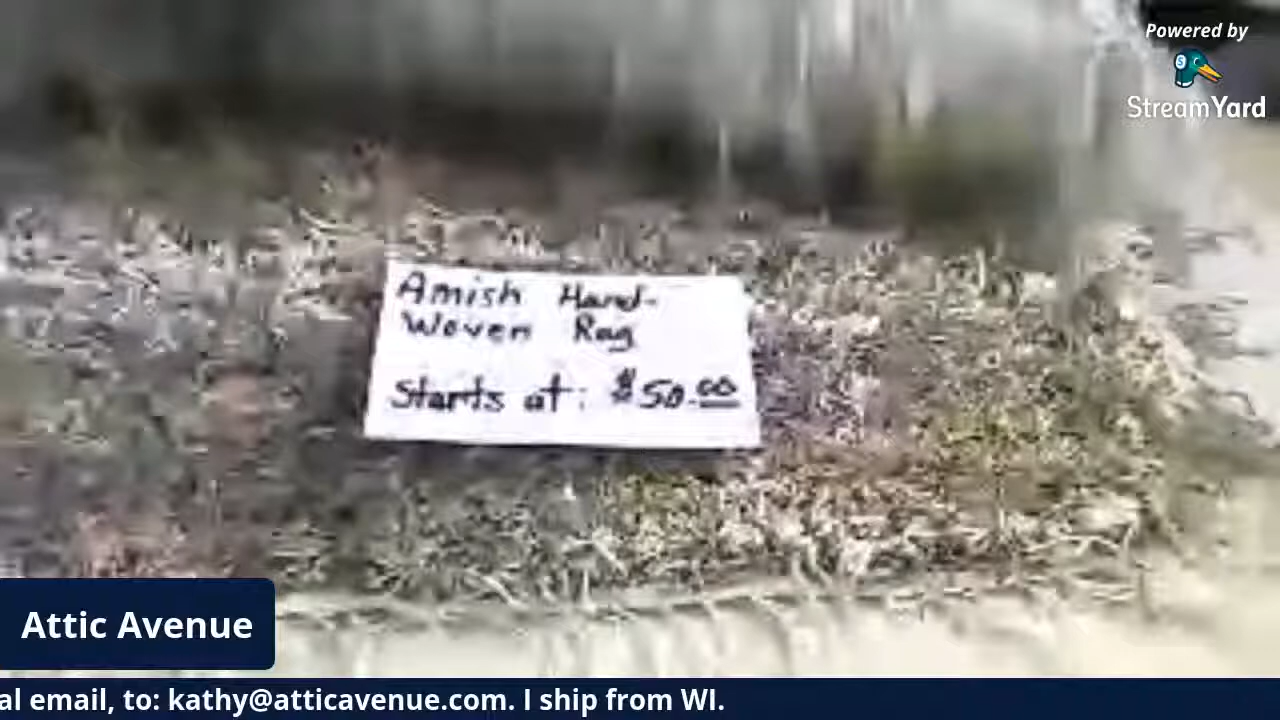 Powered by
StreamYard
Amish Hand-
Woven Rag
Starts at: $50.00
Attic Avenue
al email, to: kathy@atticavenue.com. I ship from WI.